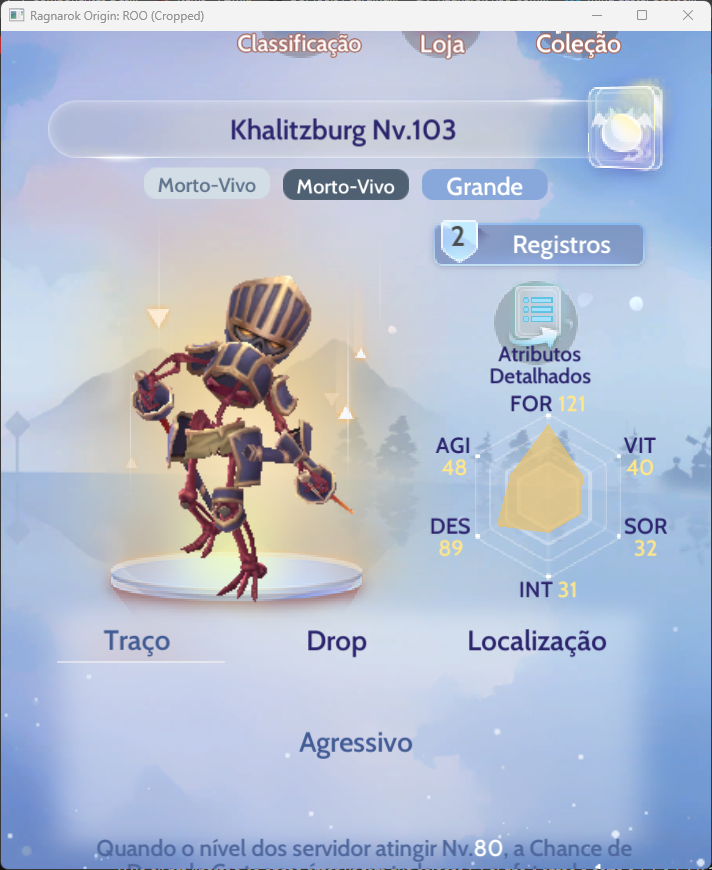 Ragnarok Origin: ROO (Cropped)
Classificação
Loja
Coleção
Khalitzburg Nv.103
Morto-Vivo
Morto-Vivo
Grande
2
Registros
Atributos
Detalhados
FOR 121
AGI
48
VIT
40
DES
89
SOR
32
INT 31
Traço
Drop
Localização
Agressivo
Quando o nível dos servidor atingir Nv.80, a Chance de